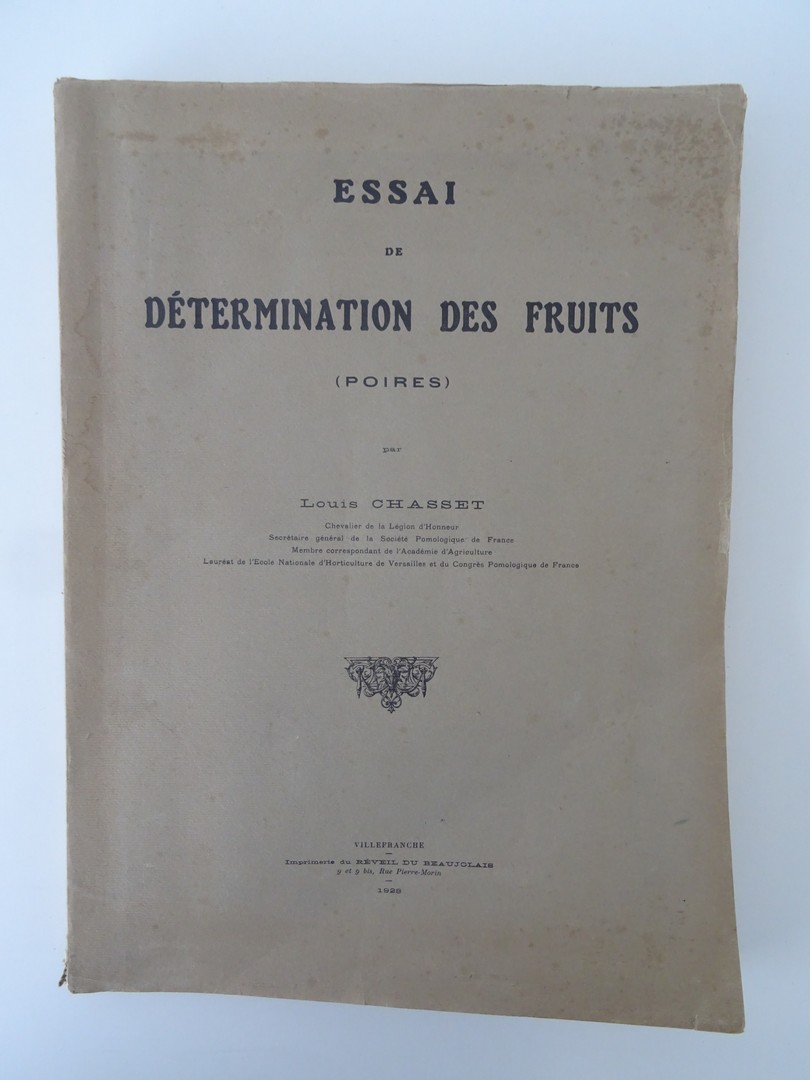 ESSAI
DE
DÉTERMINATION DES FRUITS
(POIRES)
par
Louis CHASSET
Chevalier de la Légion d'Honneur
Secrétaire général de la Société Pomologique de France
Membre correspondant de l'Académie d'Agriculture
Lauréat de l'Ecole Nationale d'Horticulture de Versailles et du Congrès Pomologique de France
VILLEFRANCHE
Imprimerie du RÉVEIL DU BEAUJOLAIS
9 et 9 bis, Rue Pierre-Morin
1928